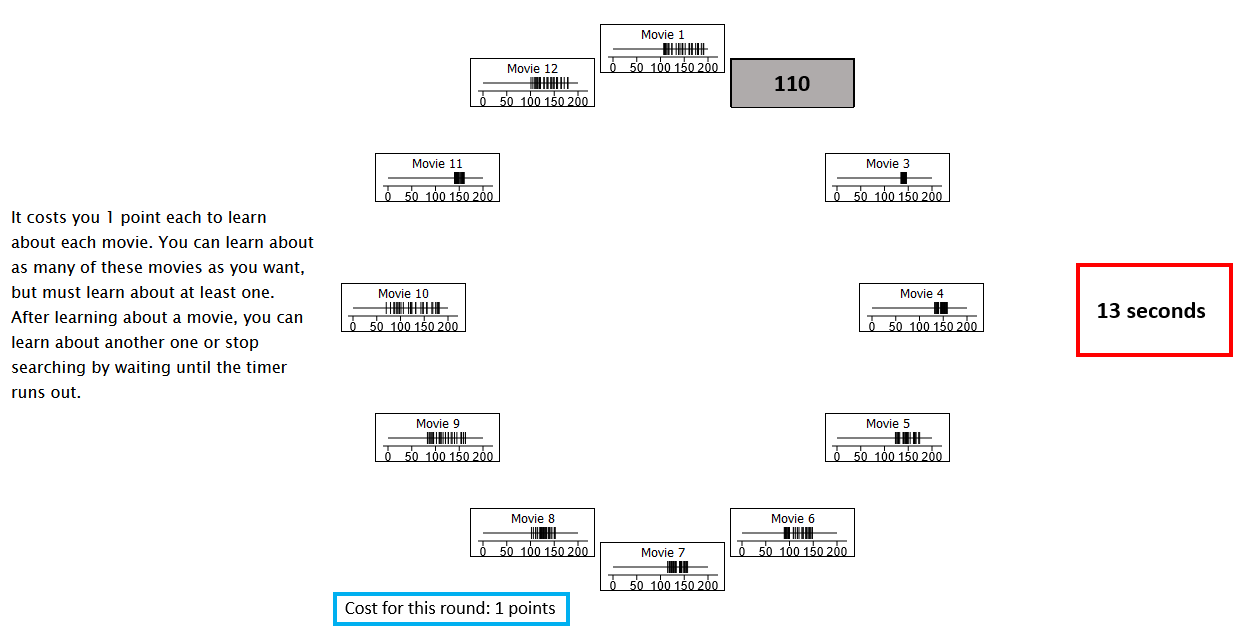 Movie 1
0 50 100 150 200
Movie 12
0 50 100 150 200
110
Movie 11
0 50 100 150 200
Movie 3
0 50 100 150 200
It costs you 1 point each to learn
about each movie. You can learn about
as many of these movies as you want,
but must learn about at least one.
After learning about a movie, you can
learn about another one or stop
searching by waiting until the timer
runs out.
Movie 10
0 50 100 150 200
Movie 4
0 50 100 150 200
13 seconds
Movie 9
0 50 100 150 200
Movie 5
0 50 100 150 200
Movie 8
0 50 100 150 200
Movie 6
0 50 100 150 200
Movie 7
0 50 100 150 200
Cost for this round: 1 points